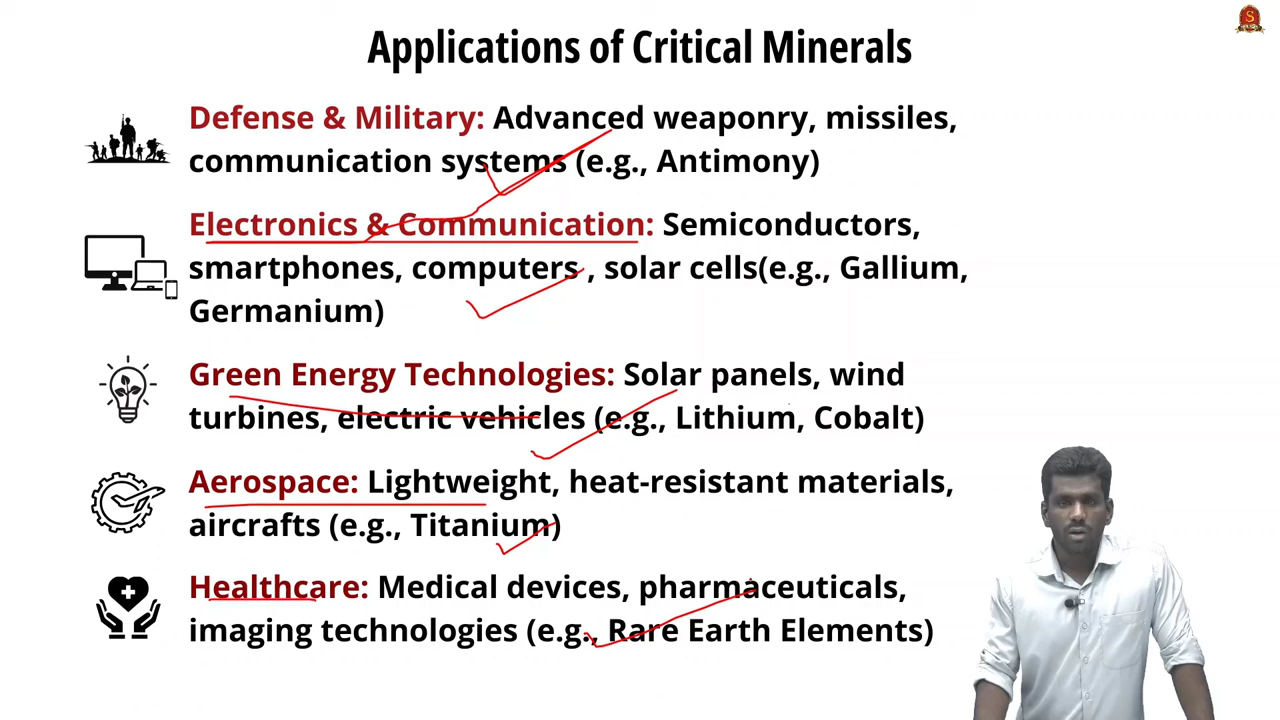 Applications of Critical Minerals
Defense & Military: Advanced weaponry, missiles,
communication systems (e.g., Antimony)
Electronics & Communication: Semiconductors,
smartphones, computers , solar cells(e.g., Gallium,
Germanium)
Green Energy Technologies: Solar panels, wind
turbines, electric vehicles (e.g., Lithium, Cobalt)
Aerospace: Lightweight, heat-resistant materials,
aircrafts (e.g., Titanium)
Healthcare: Medical devices, pharmaceuticals,
imaging technologies (e.g., Rare Earth Elements)